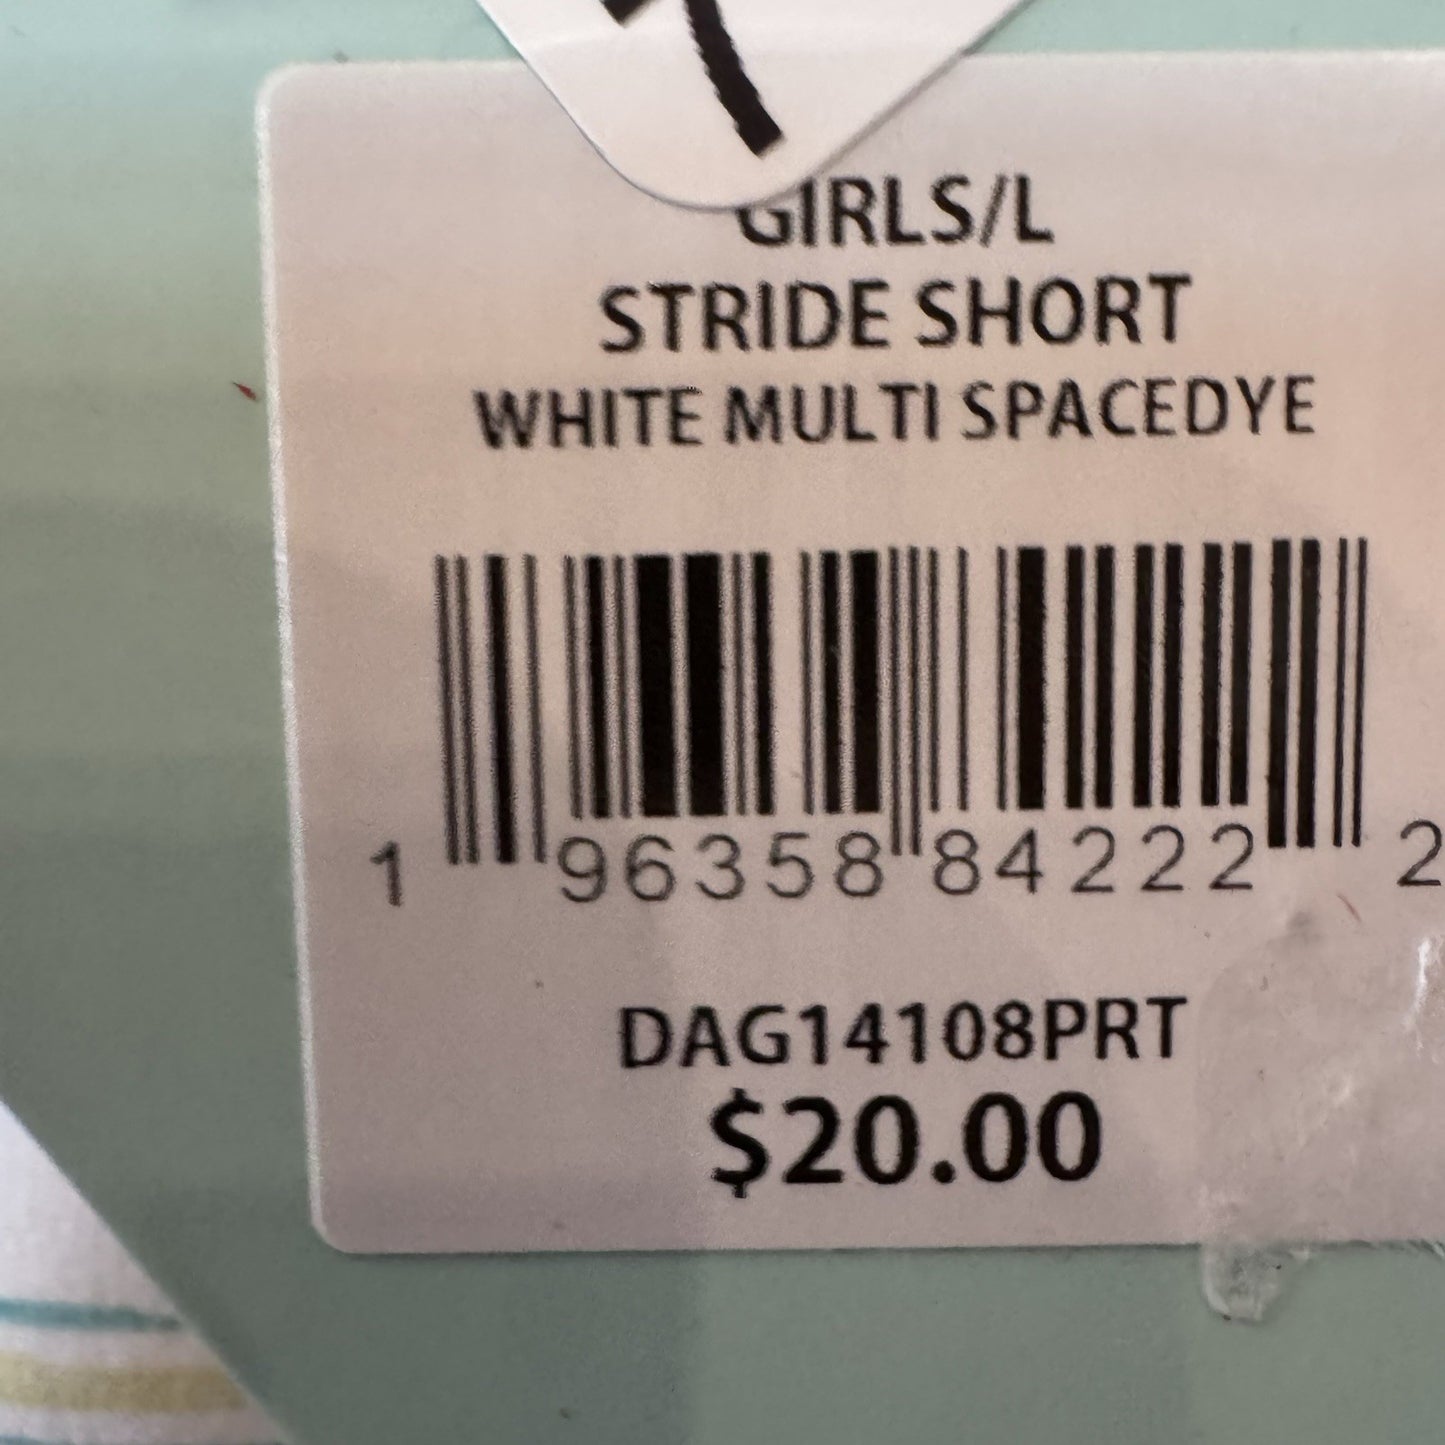 GIRLS/L
STRIDE SHORT
WHITE MULTI SPACEDYE
1 96358 84222 2
DAG14108PRT
$20.00